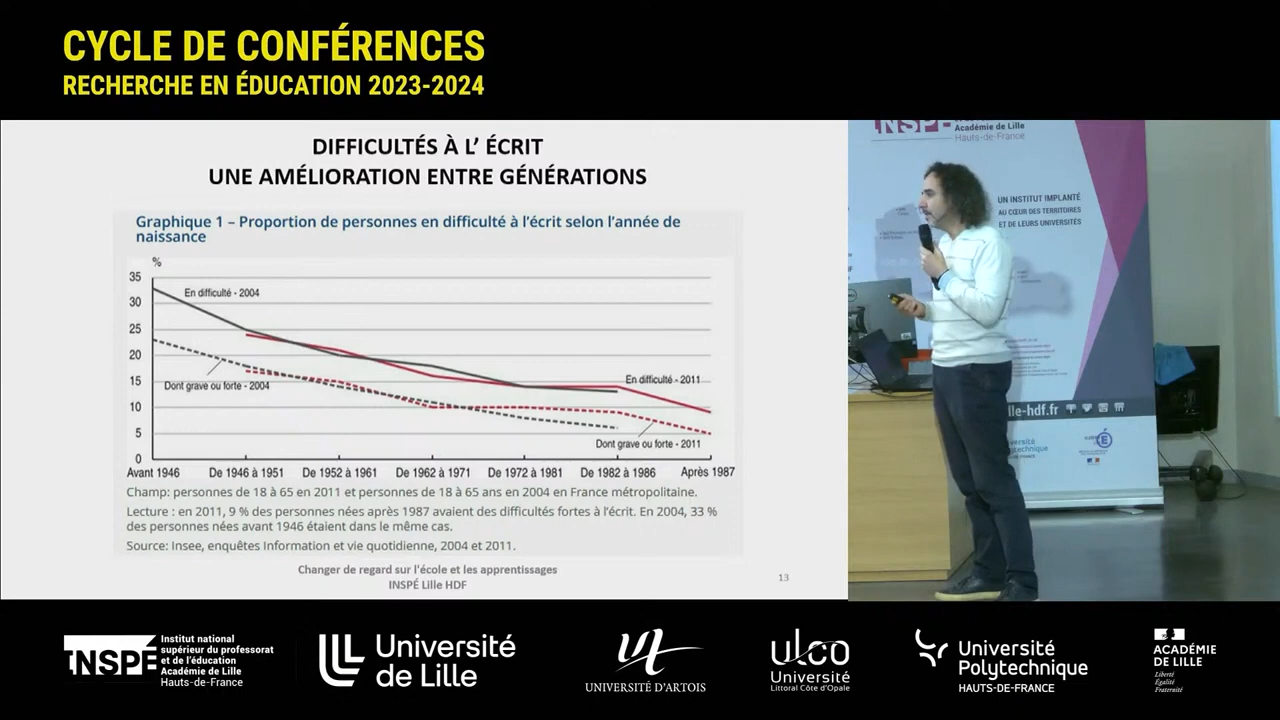 CYCLE DE CONFÉRENCES
RECHERCHE EN ÉDUCATION 2023-2024
DIFFICULTÉS À L’ ÉCRIT
UNE AMÉLIORATION ENTRE GÉNÉRATIONS
Graphique 1 – Proportion de personnes en difficulté à l’écrit selon l’année de
naissance
%
35
30
25
20
15
10
5
0
En difficulté - 2004
Dont grave ou forte - 2004
En difficulté - 2011
Dont grave ou forte - 2011
Avant 1946
De 1946 à 1951
De 1952 à 1961
De 1962 à 1971
De 1972 à 1981
De 1982 à 1986
Après 1987
Champ: personnes de 18 à 65 en 2011 et personnes de 18 à 65 ans en 2004 en France métropolitaine.
Lecture : en 2011, 9 % des personnes nées après 1987 avaient des difficultés fortes à l’écrit. En 2004, 33 %
des personnes nées avant 1946 étaient dans le même cas.
Source: Insee, enquêtes Information et vie quotidienne, 2004 et 2011.
Changer de regard sur l'école et les apprentissages
INSPÉ Lille HDF
13
INSPÉ
Académie de Lille
Hauts-de-France
UN INSTITUT IMPLANTÉ
AU CŒUR DES TERRITOIRES
ET DE LEURS UNIVERSITÉS
lle-hdf.fr
INSPÉ
Institut national
supérieur du professorat
et de l’éducation
Académie de Lille
Hauts-de-France
Université
de Lille
UNIVERSITÉ D'ARTOIS
ulco
Université
Littoral Côte d'Opale
Université
Polytechnique
HAUTS-DE-FRANCE
ACADÉMIE
DE LILLE
Liberté
Égalité
Fraternité